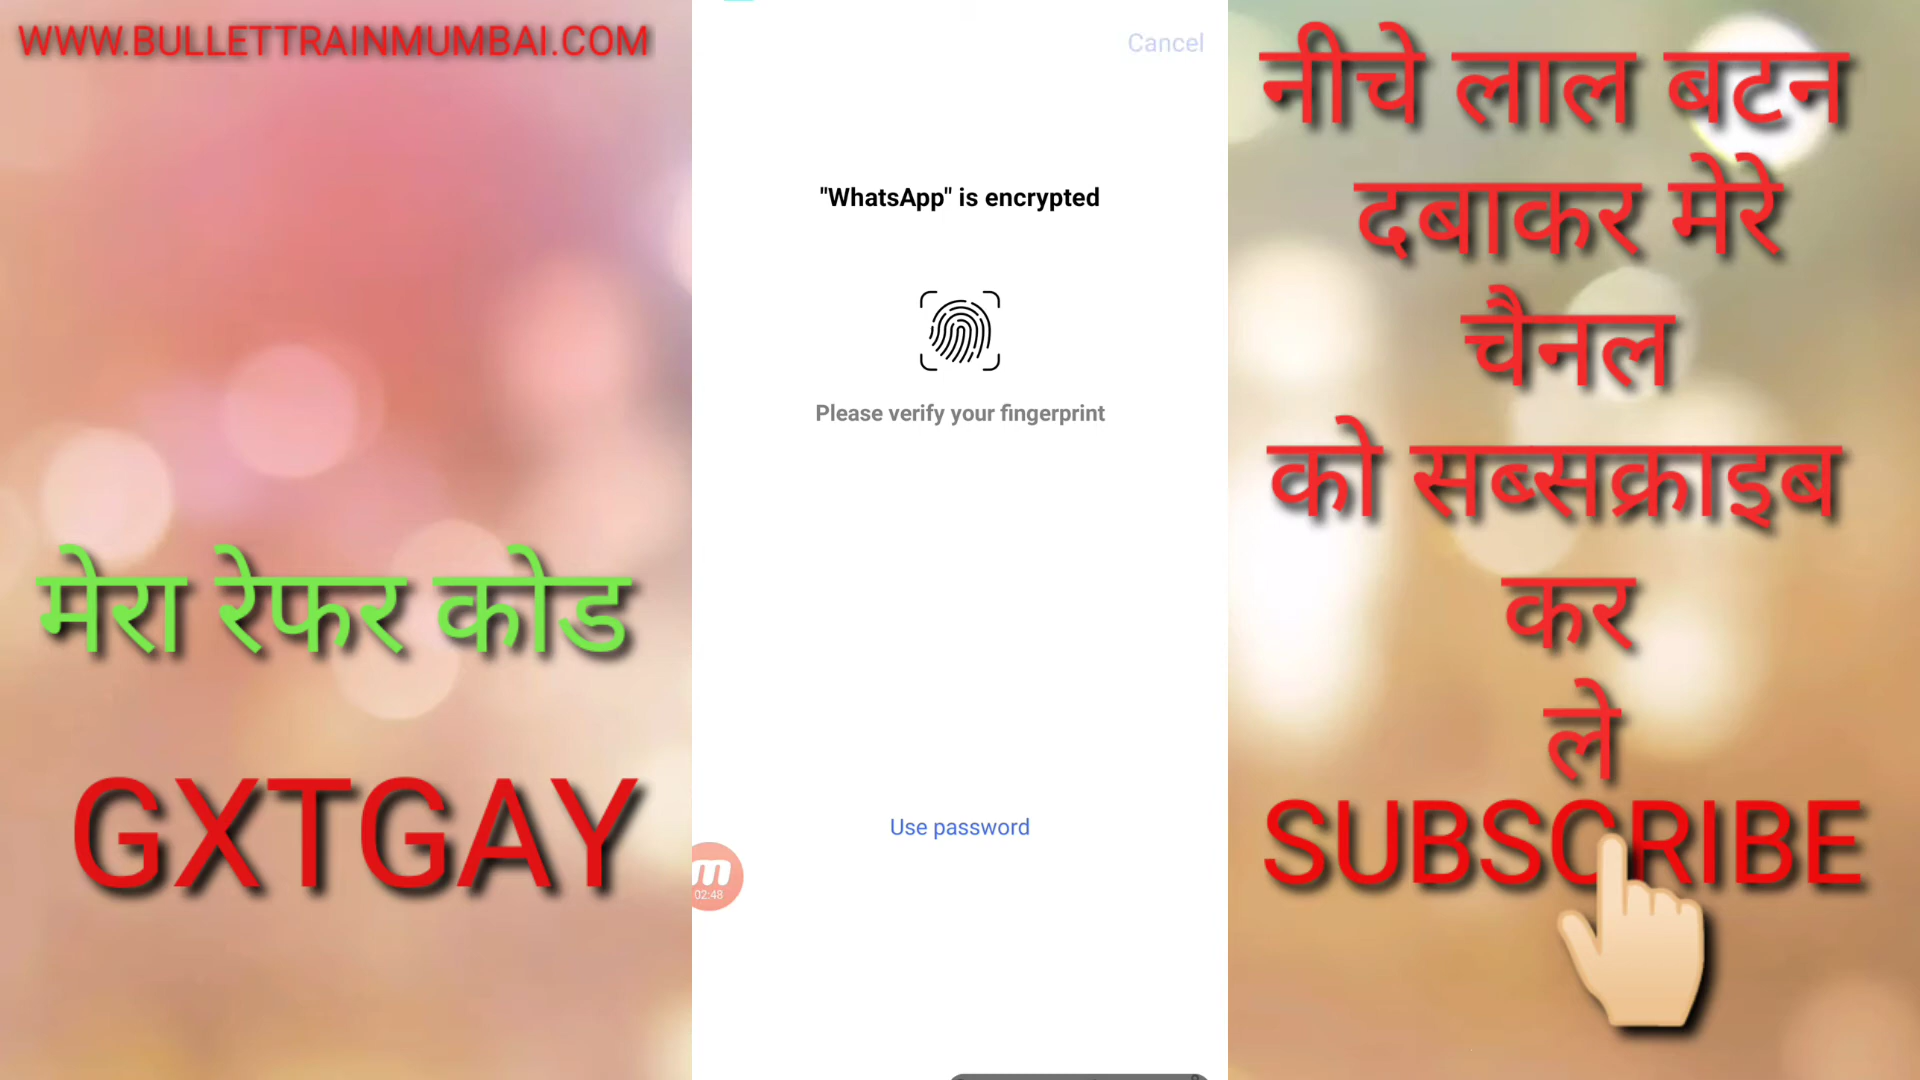 WWW.BULLETTRAINMUMBAI.COM
मेरा रेफर कोड
GXTGAY
Cancel
"WhatsApp" is encrypted
Please verify your fingerprint
Use password
02:48
नीचे लाल बटन
दबाकर मेरे
चैनल
को सब्सक्राइब
कर
ले
SUBSCRIBE